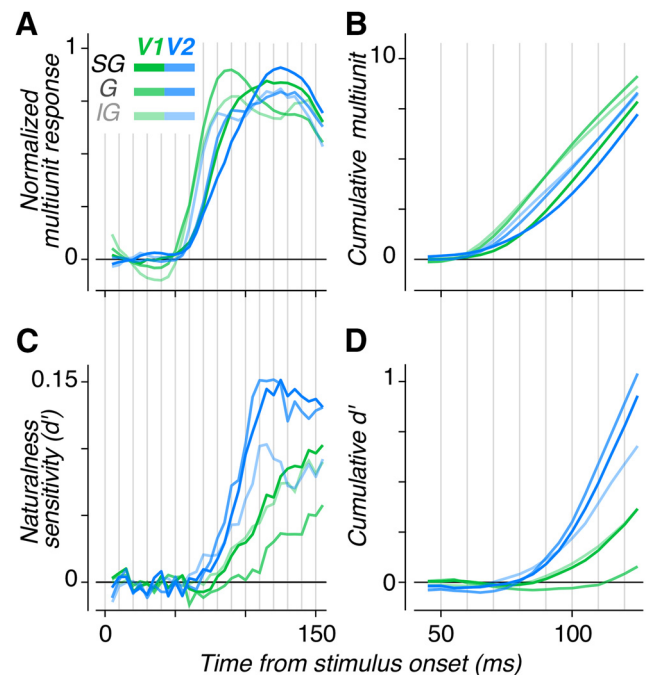 A
B
V1 V2
SG
G
IG
1
0
Normalized
multiunit response
10
0
Cumulative multiunit
C
D
0.15
0
Naturalness
sensitivity (d')
1
0
Cumulative d'
0 150
50 100
Time from stimulus onset (ms)